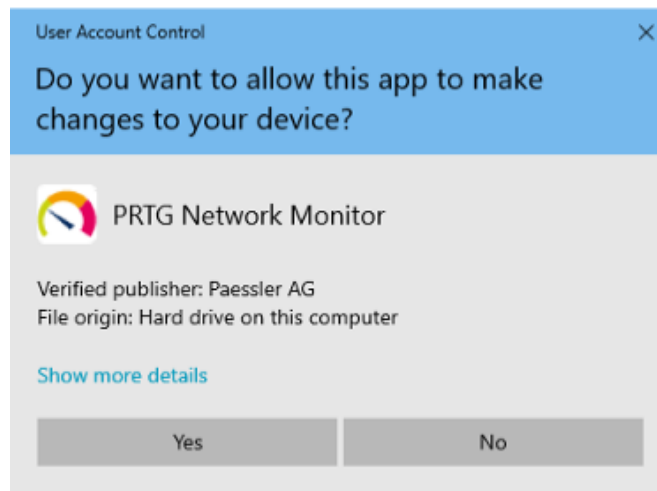 User Account Control
Do you want to allow this app to make
changes to your device?
PRTG Network Monitor
Verified publisher: Paessler AG
File origin: Hard drive on this computer
Show more details
Yes
No